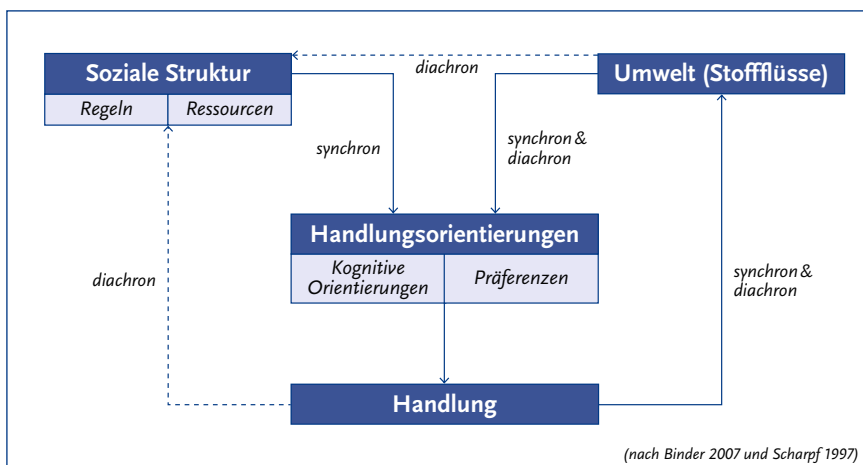 Soziale Struktur
diachron
Umwelt (Stoffflüsse)
Regeln
Ressourcen
synchron
synchron &
diachron
Handlungsorientierungen
Kognitive
Orientierungen
Präferenzen
diachron
synchron &
diachron
Handlung
(nach Binder 2007 und Scharpf 1997)